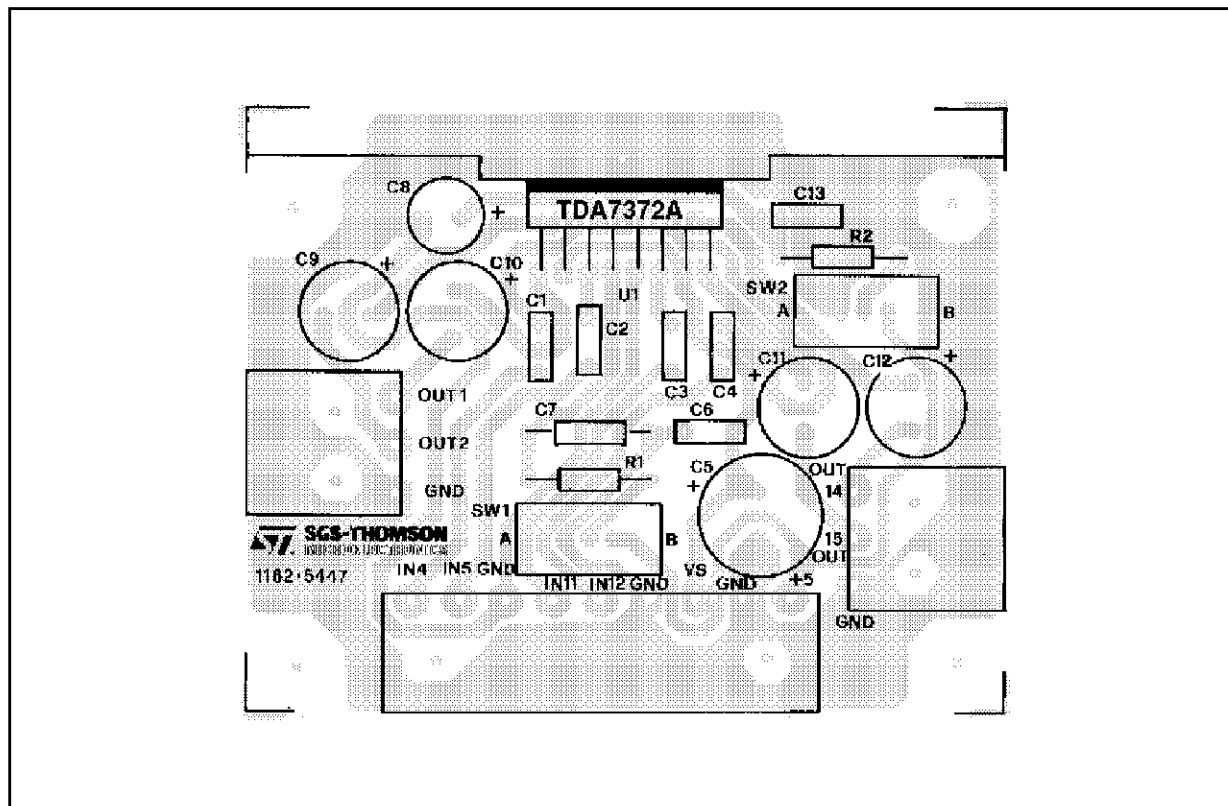 C8
TDA7372A
C13
R2
C9
C10
SW2
U1
C1
A
B
C2
C11
C12
C3
C4
OUT1
C7
C6
OUT2
R1
C5
OUT
14
GND
SW1
SGS-THOMSON
MICROELECTRONICS
A
B
15
OUT
1182·5447
IN4
IN5
GND
IN11
IN12
GND
VS
GND
+5
GND